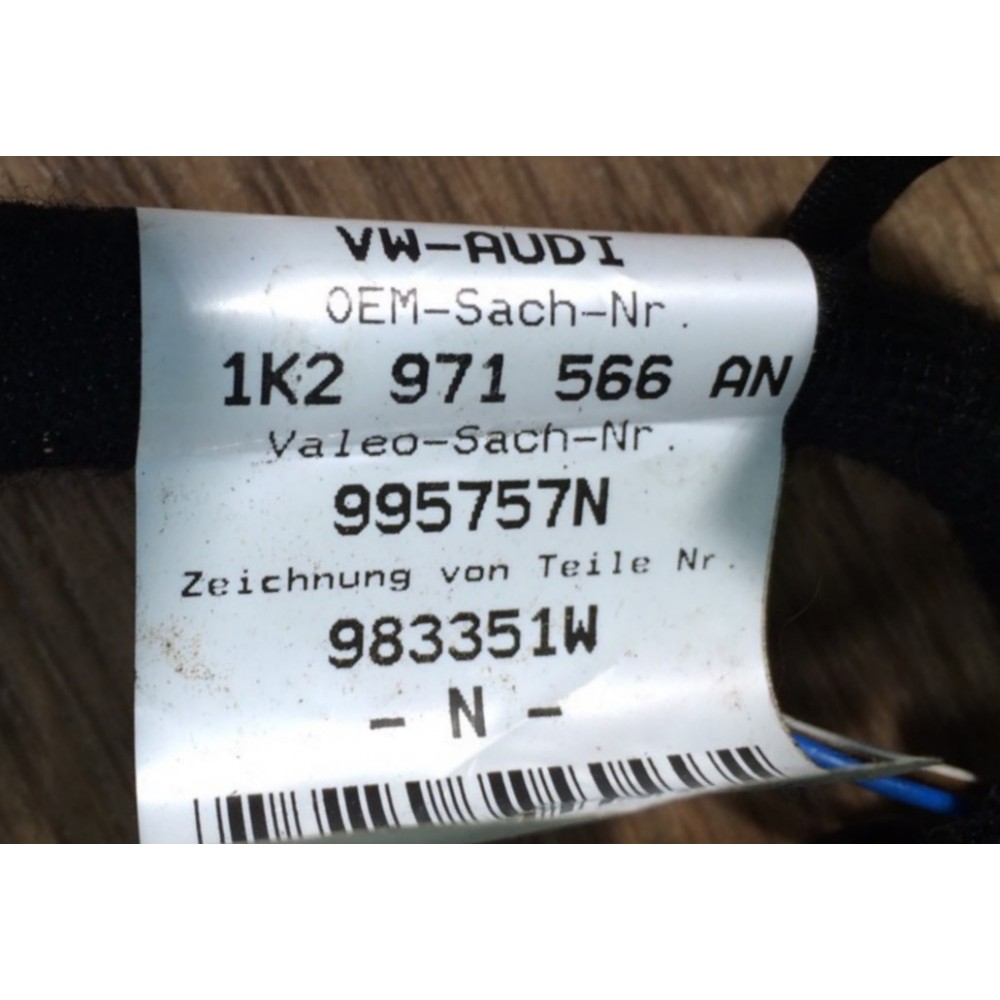 VW-AUDI
OEM-Sach-Nr.
1K2 971 566 AN
Valeo-Sach-Nr.
995757N
Zeichnung von Teile Nr.
983351W
- N -